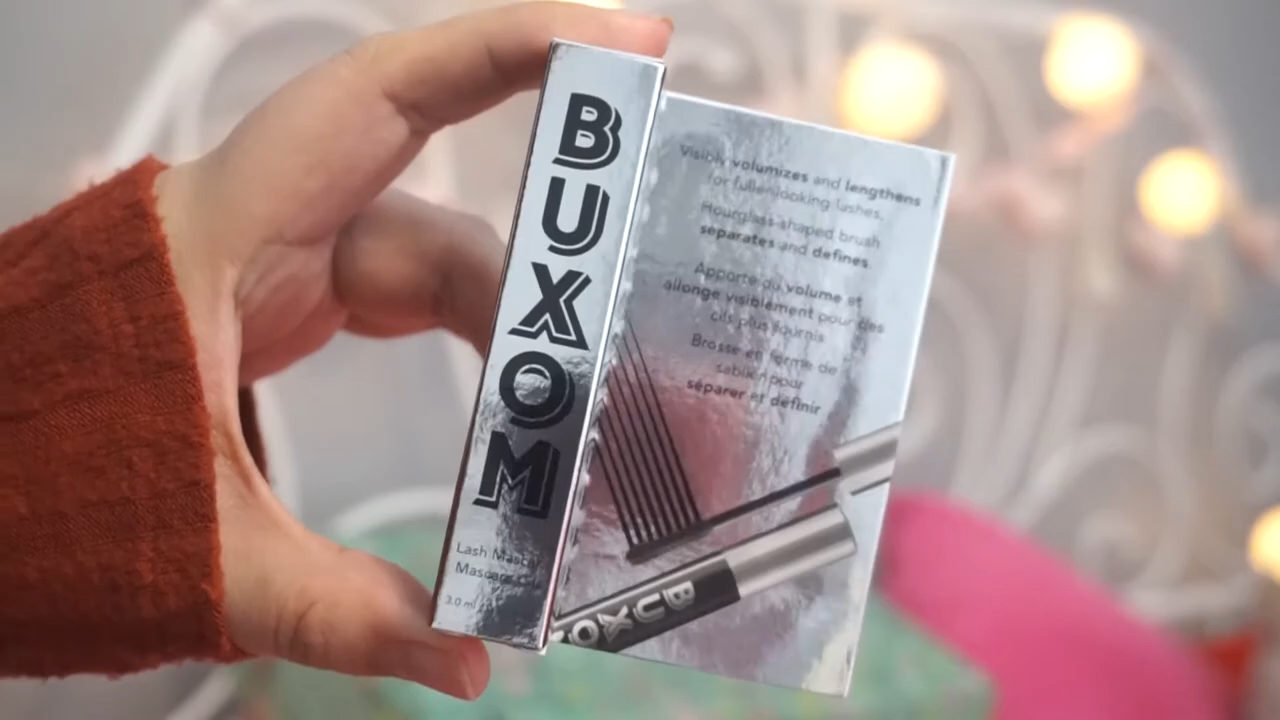 BUXOM
Lash Mascara
Mascara
3.0 ml
Visibly volumizes and lengthens
for fuller-looking lashes.
Hourglass-shaped brush
separates and defines
Apporte du volume et
allonge visiblement pour des
cils plus fournis
Brosse en forme de
sablier pour
séparer et définir
BUXO